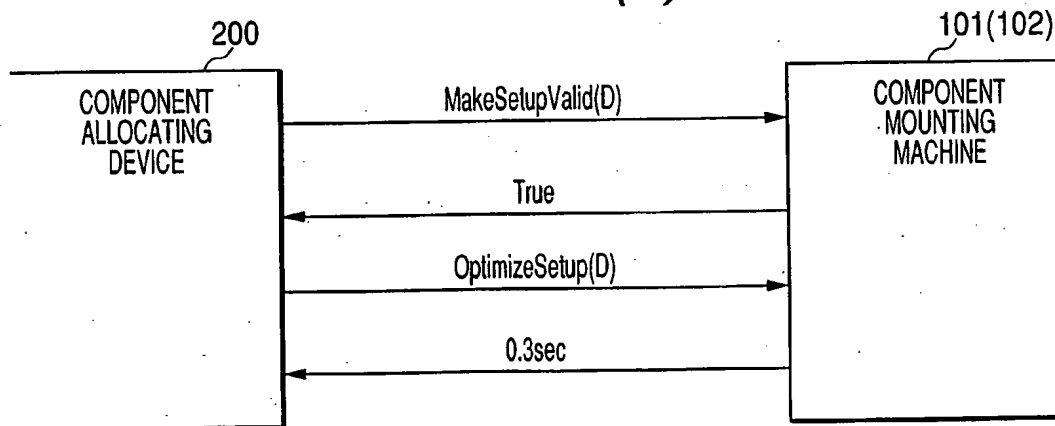 200
101(102)
COMPONENT
ALLOCATING
DEVICE
COMPONENT
MOUNTING
MACHINE
MakeSetupValid(D)
True
OptimizeSetup(D)
0.3sec